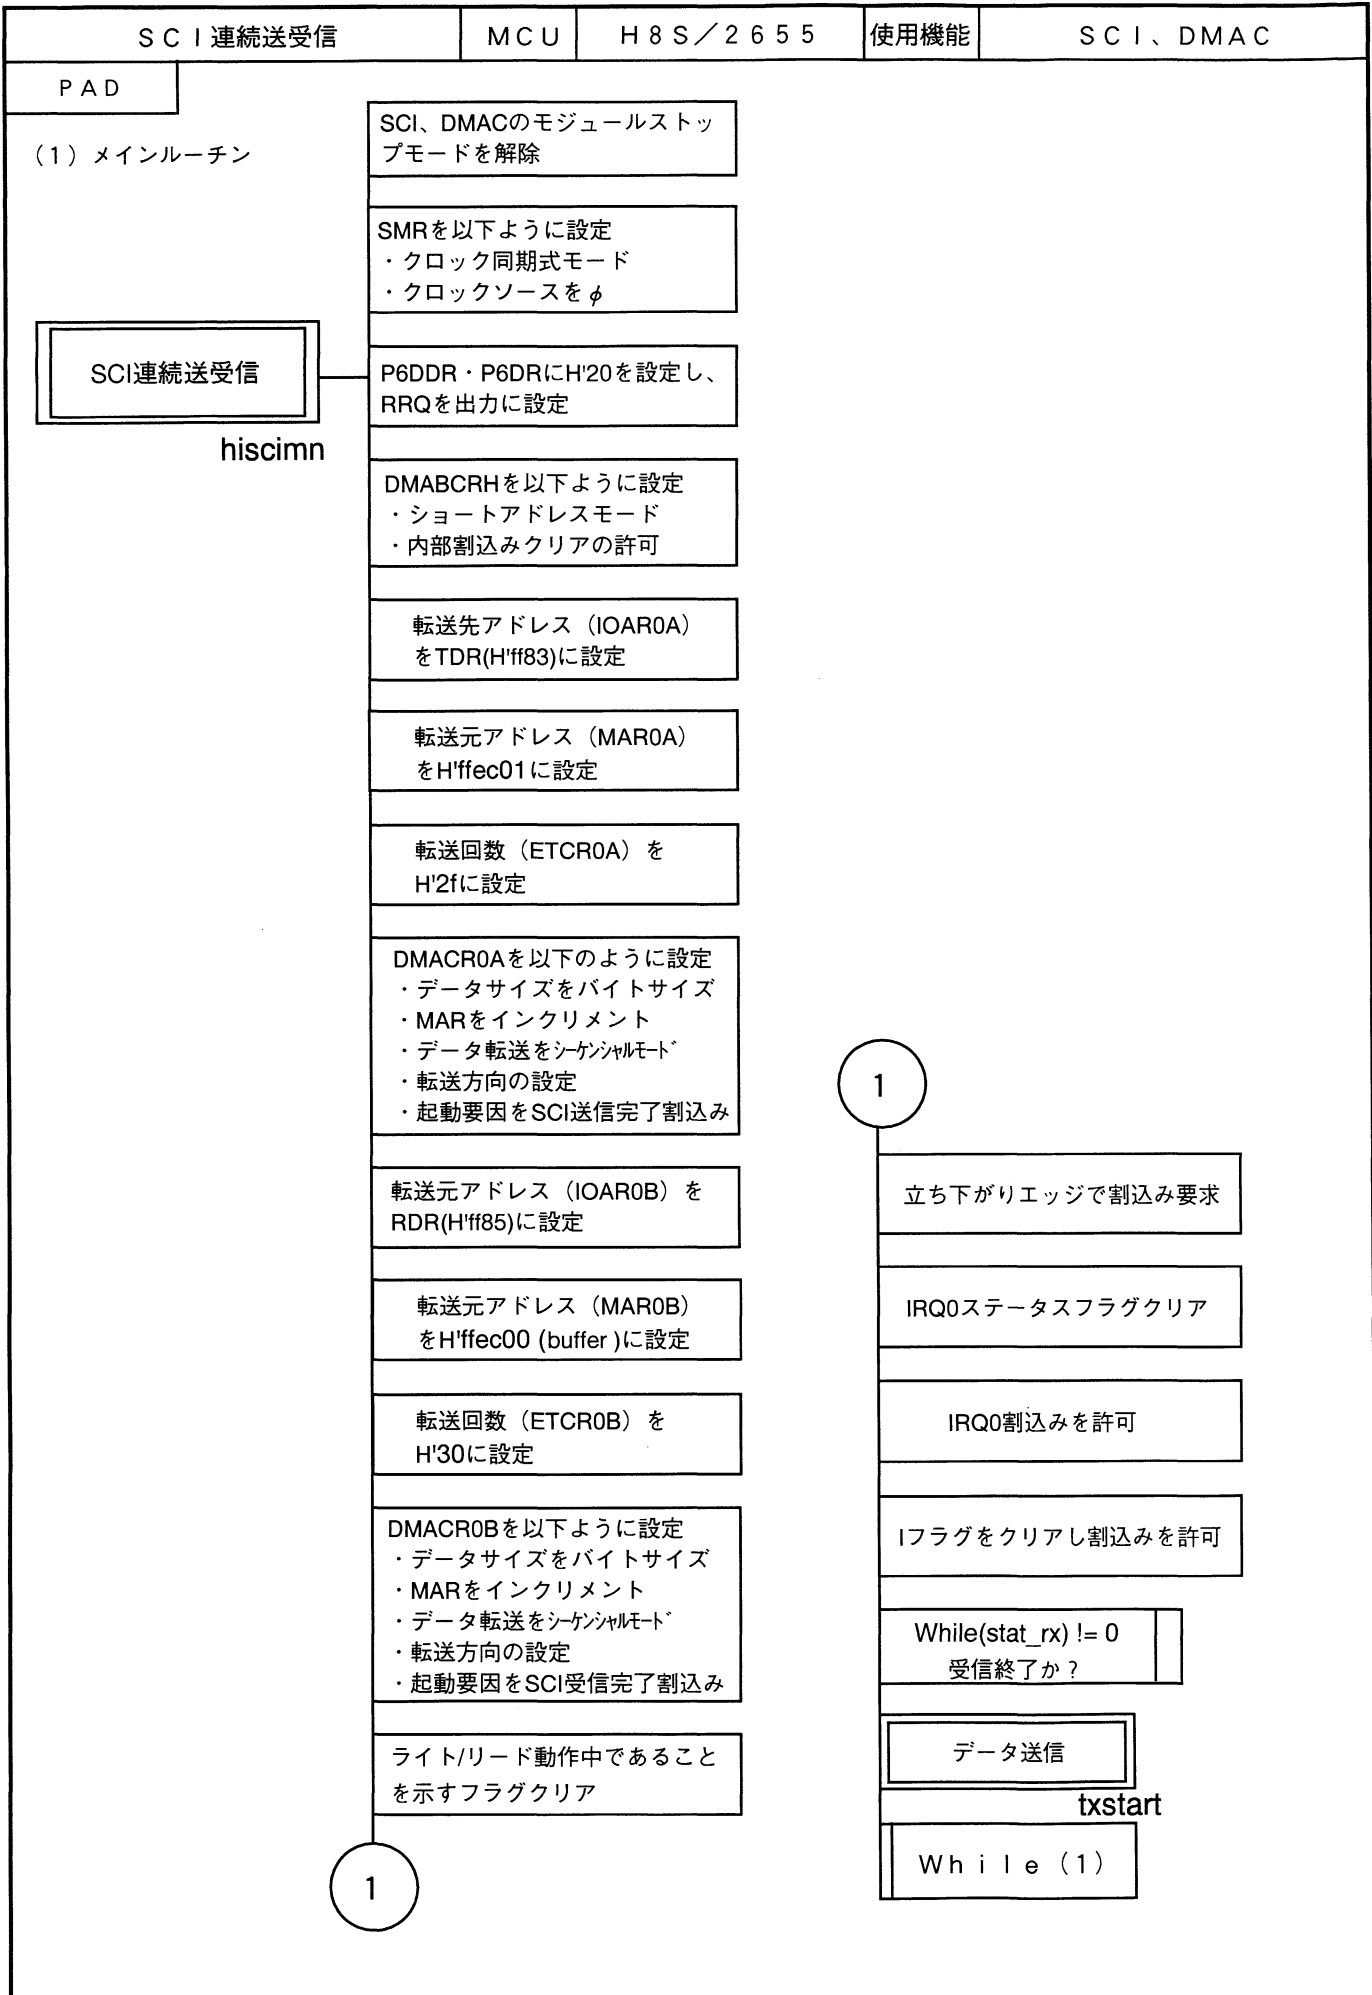 ＳＣＩ連続送受信
ＭＣＵ
Ｈ８Ｓ／２６５５
使用機能
ＳＣＩ、ＤＭＡＣ
ＰＡＤ
（1）メインルーチン
SCI、DMACのモジュールストッ
プモードを解除
SMRを以下ように設定
・クロック同期式モード
・クロックソースをφ
SCI連続送受信
hiscimn
P6DDR・P6DRにH'20を設定し、
RRQを出力に設定
DMABCRHを以下ように設定
・ショートアドレスモード
・内部割込みクリアの許可
転送先アドレス（IOAR0A）
をTDR(H'ff83)に設定
転送元アドレス（MAR0A）
をH'ffec01に設定
転送回数（ETCR0A）を
H'2fに設定
DMACR0Aを以下のように設定
・データサイズをバイトサイズ
・MARをインクリメント
・データ転送をｼｰｹﾝｼｬﾙﾓｰﾄﾞ
・転送方向の設定
・起動要因をSCI送信完了割込み
転送元アドレス（IOAR0B）を
RDR(H'ff85)に設定
転送元アドレス（MAR0B）
をH'ffec00 (buffer )に設定
転送回数（ETCR0B）を
H'30に設定
DMACR0Bを以下ように設定
・データサイズをバイトサイズ
・MARをインクリメント
・データ転送をｼｰｹﾝｼｬﾙﾓｰﾄﾞ
・転送方向の設定
・起動要因をSCI受信完了割込み
ライト/リード動作中であること
を示すフラグクリア
1
1
立ち下がりエッジで割込み要求
IRQ0ステータスフラグクリア
IRQ0割込みを許可
Iフラグをクリアし割込みを許可
While(stat_rx) != 0
受信終了か？
データ送信
txstart
Ｗｈｉｌｅ（１）